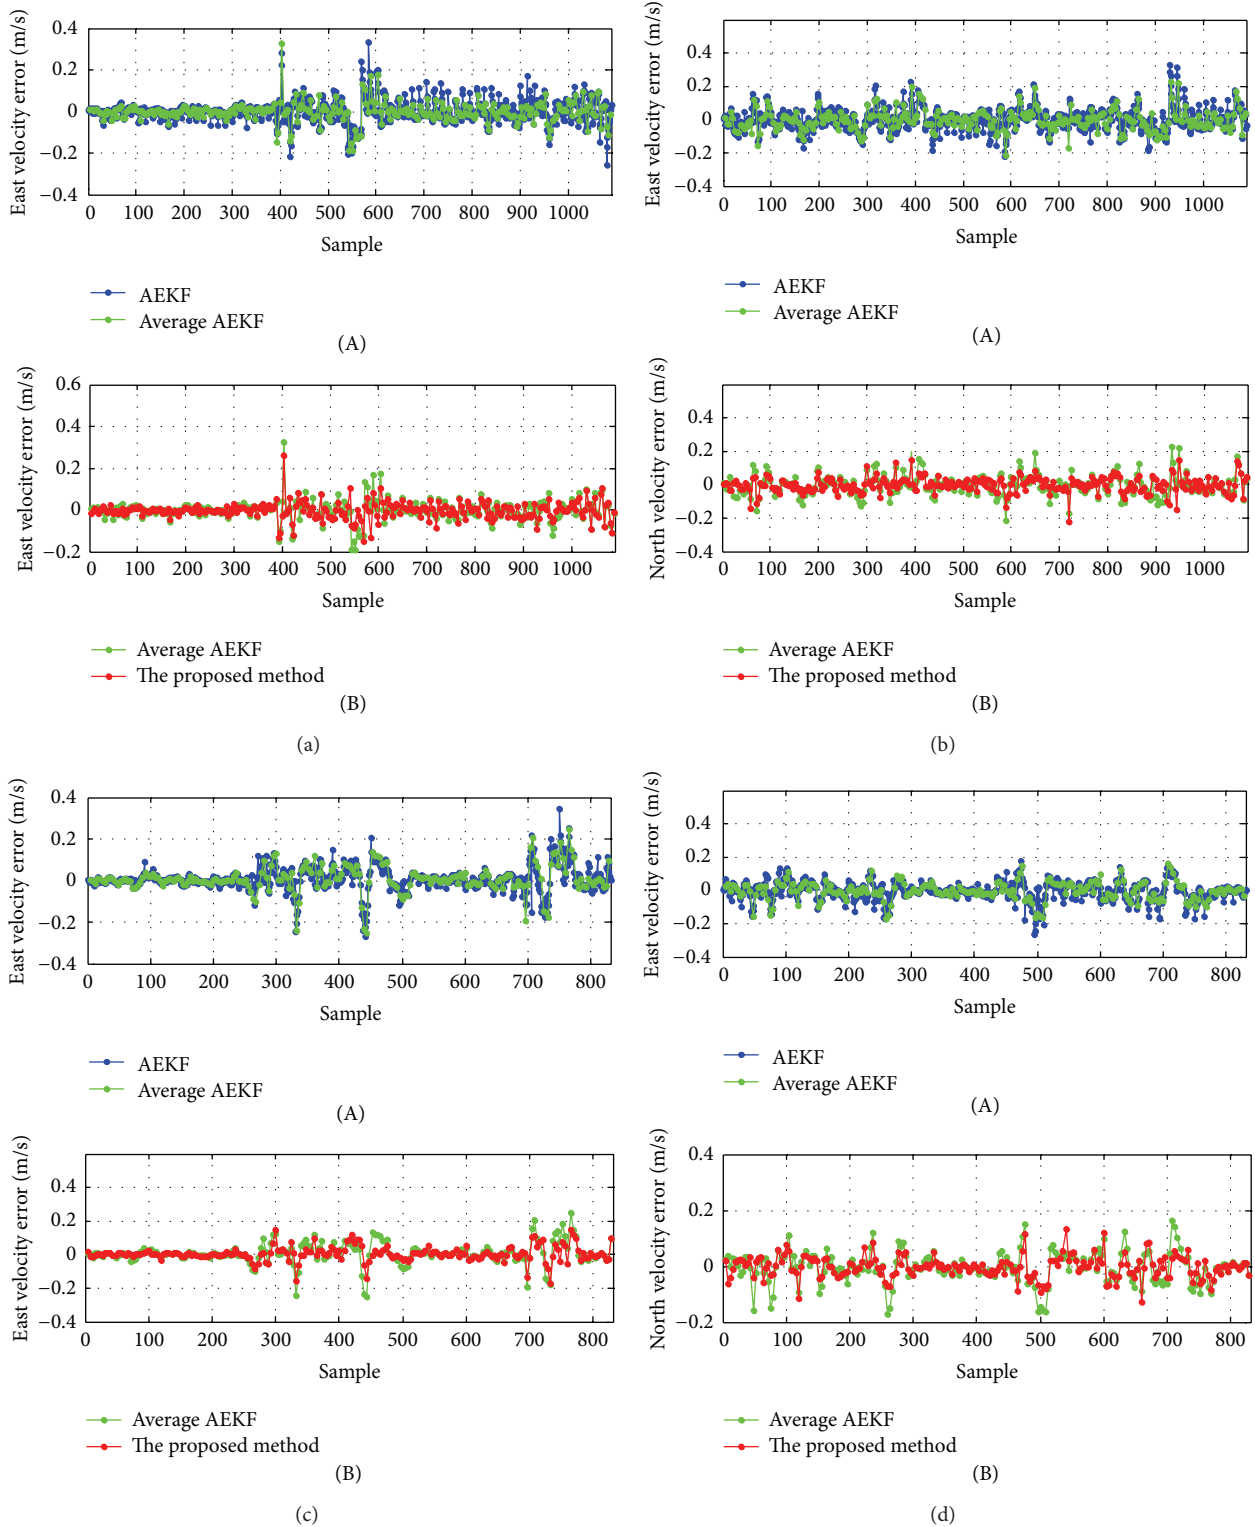 East velocity error (m/s)
0.4
0.2
0
−0.2
−0.4
0 100 200 300 400 500 600 700 800 900 1000
Sample
AEKF
Average AEKF
(A)
East velocity error (m/s)
0.4
0.2
0
−0.2
−0.4
0 100 200 300 400 500 600 700 800 900 1000
Sample
AEKF
Average AEKF
(A)
East velocity error (m/s)
0.6
0.4
0.2
0
−0.2
0 100 200 300 400 500 600 700 800 900 1000
Sample
Average AEKF
The proposed method
(B)
(a)
North velocity error (m/s)
0.4
0.2
0
−0.2
−0.4
0 100 200 300 400 500 600 700 800 900 1000
Sample
Average AEKF
The proposed method
(B)
(b)
East velocity error (m/s)
0.4
0.2
0
−0.2
−0.4
0 100 200 300 400 500 600 700 800
Sample
AEKF
Average AEKF
(A)
East velocity error (m/s)
0.4
0.2
0
−0.2
−0.4
0 100 200 300 400 500 600 700 800
Sample
AEKF
Average AEKF
(A)
East velocity error (m/s)
0.4
0.2
0
−0.2
−0.4
0 100 200 300 400 500 600 700 800
Sample
Average AEKF
The proposed method
(B)
(c)
North velocity error (m/s)
0.4
0.2
0
−0.2
0 100 200 300 400 500 600 700 800
Sample
Average AEKF
The proposed method
(B)
(d)